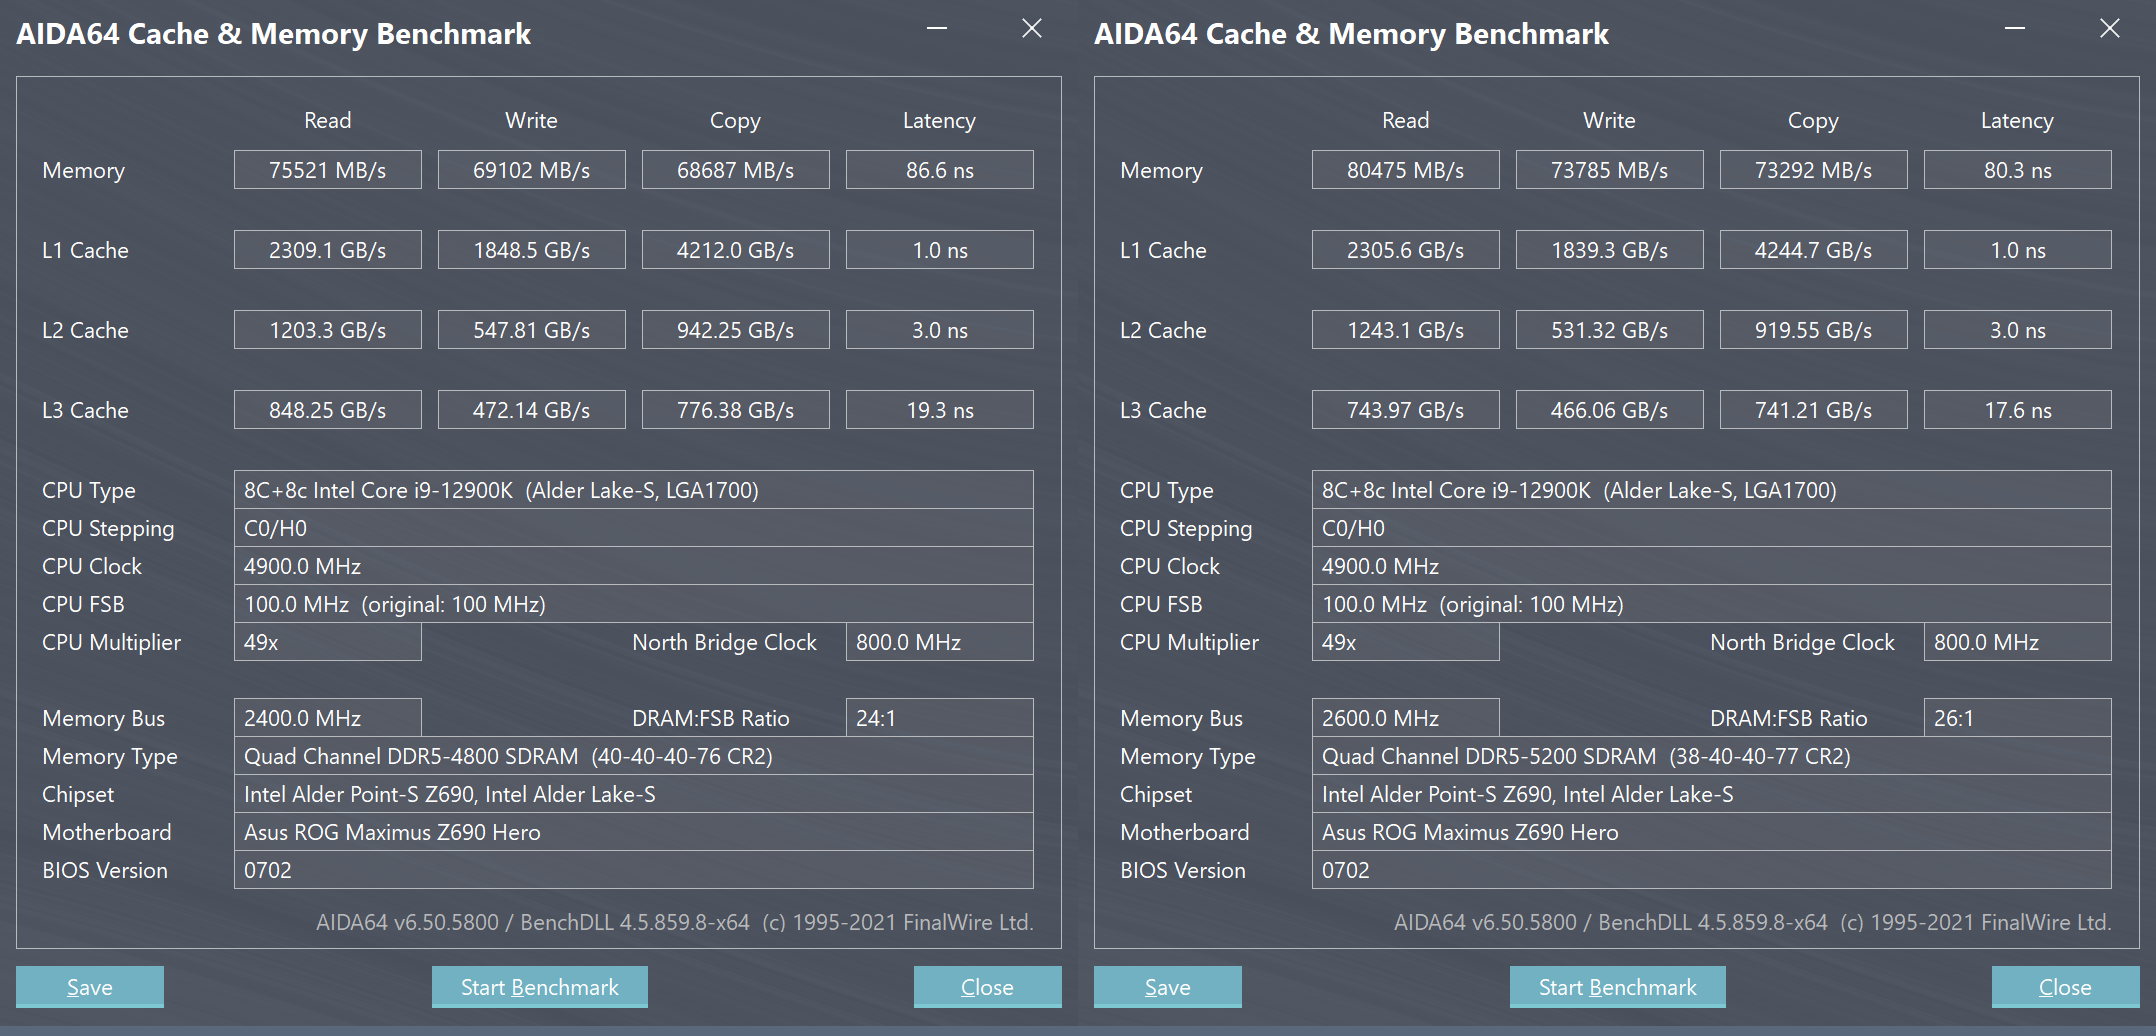 AIDA64 Cache & Memory Benchmark
Read Write Copy Latency
Memory 75521 MB/s 69102 MB/s 68687 MB/s 86.6 ns
L1 Cache 2309.1 GB/s 1848.5 GB/s 4212.0 GB/s 1.0 ns
L2 Cache 1203.3 GB/s 547.81 GB/s 942.25 GB/s 3.0 ns
L3 Cache 848.25 GB/s 472.14 GB/s 776.38 GB/s 19.3 ns
CPU Type 8C+8c Intel Core i9-12900K (Alder Lake-S, LGA1700)
CPU Stepping C0/H0
CPU Clock 4900.0 MHz
CPU FSB 100.0 MHz (original: 100 MHz)
CPU Multiplier 49x North Bridge Clock 800.0 MHz
Memory Bus 2400.0 MHz DRAM:FSB Ratio 24:1
Memory Type Quad Channel DDR5-4800 SDRAM (40-40-40-76 CR2)
Chipset Intel Alder Point-S Z690, Intel Alder Lake-S
Motherboard Asus ROG Maximus Z690 Hero
BIOS Version 0702
AIDA64 v6.50.5800 / BenchDLL 4.5.859.8-x64 (c) 1995-2021 FinalWire Ltd.
Save Start Benchmark Close
AIDA64 Cache & Memory Benchmark
Read Write Copy Latency
Memory 80475 MB/s 73785 MB/s 73292 MB/s 80.3 ns
L1 Cache 2305.6 GB/s 1839.3 GB/s 4244.7 GB/s 1.0 ns
L2 Cache 1243.1 GB/s 531.32 GB/s 919.55 GB/s 3.0 ns
L3 Cache 743.97 GB/s 466.06 GB/s 741.21 GB/s 17.6 ns
CPU Type 8C+8c Intel Core i9-12900K (Alder Lake-S, LGA1700)
CPU Stepping C0/H0
CPU Clock 4900.0 MHz
CPU FSB 100.0 MHz (original: 100 MHz)
CPU Multiplier 49x North Bridge Clock 800.0 MHz
Memory Bus 2600.0 MHz DRAM:FSB Ratio 26:1
Memory Type Quad Channel DDR5-5200 SDRAM (38-40-40-77 CR2)
Chipset Intel Alder Point-S Z690, Intel Alder Lake-S
Motherboard Asus ROG Maximus Z690 Hero
BIOS Version 0702
AIDA64 v6.50.5800 / BenchDLL 4.5.859.8-x64 (c) 1995-2021 FinalWire Ltd.
Save Start Benchmark Close